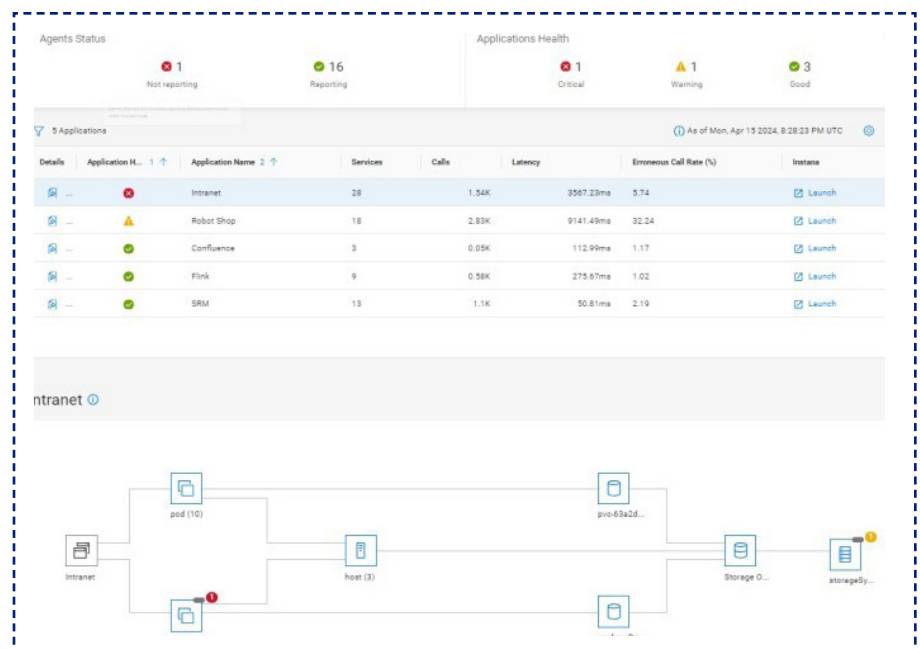 Agents Status
Applications Health
1
16
1
1
3
Not reporting
Reporting
Critical
Warning
Good
5 Applications
As of Mon, Apr 15 2024, 8:28:23 PM UTC
Details Application H... 1 Application Name 2 Services Calls Latency Erroneous Call Rate (%) Instana
... Intranet 28 1.54K 3567.23ms 5.74 Launch
... Robot Shop 18 2.83K 9141.49ms 32.24 Launch
... Confluence 3 0.05K 112.99ms 1.17 Launch
... Flink 9 0.58K 275.67ms 1.02 Launch
... SRM 13 1.1K 50.81ms 2.19 Launch
ntranet
pod (10)
pvc-63a2d...
1
Intranet
host (3)
Storage O...
storageSy...
1